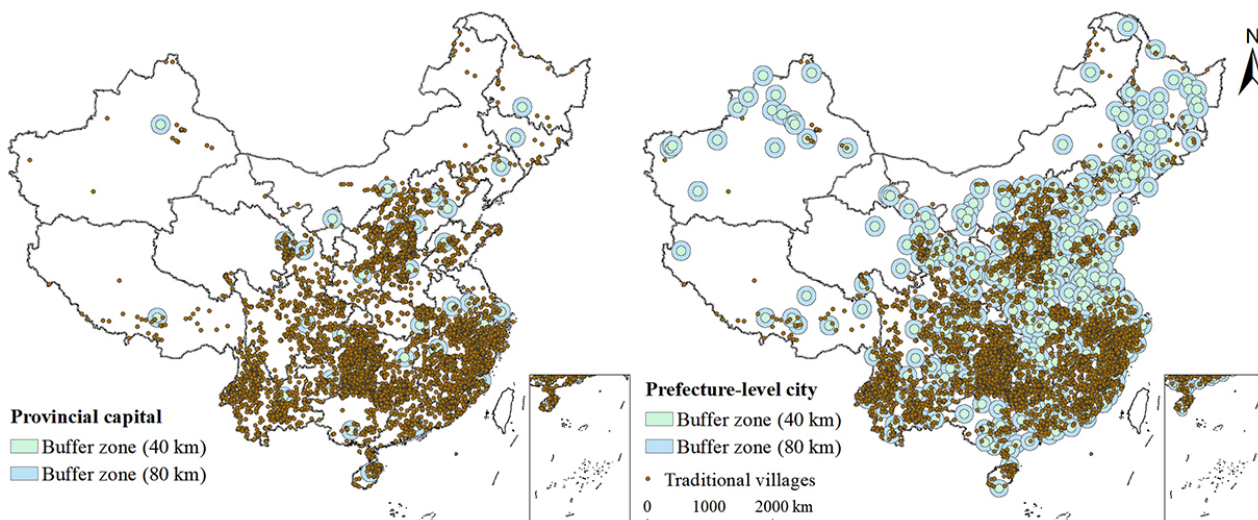 N
Provincial capital
Buffer zone (40 km)
Buffer zone (80 km)
Prefecture-level city
Buffer zone (40 km)
Buffer zone (80 km)
Traditional villages
0 1000 2000 km